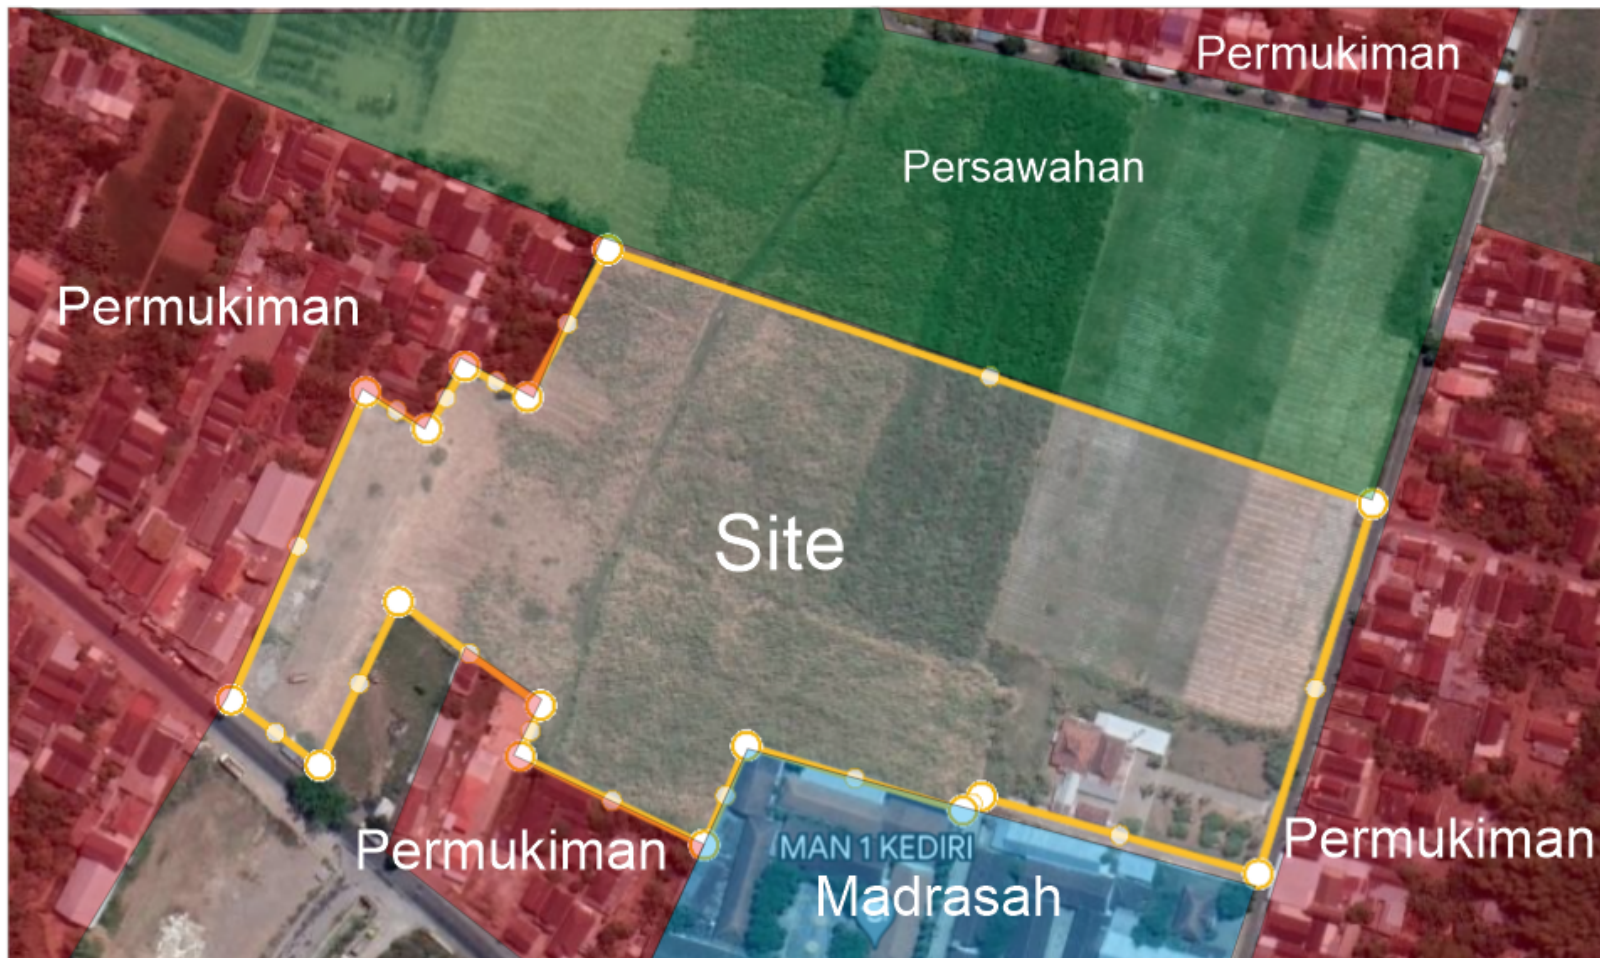 Permukiman
Persawahan
Permukiman
Site
Permukiman
MAN 1 KEDIRI
Madrasah
Permukiman